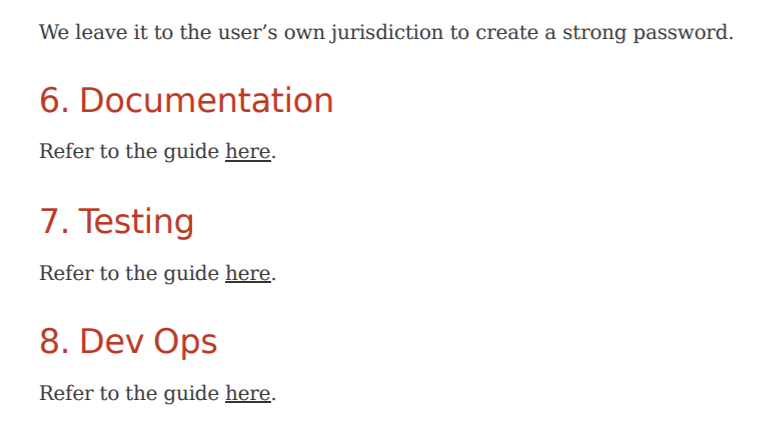 We leave it to the user’s own jurisdiction to create a strong password.
6. Documentation
Refer to the guide here.
7. Testing
Refer to the guide here.
8. Dev Ops
Refer to the guide here.